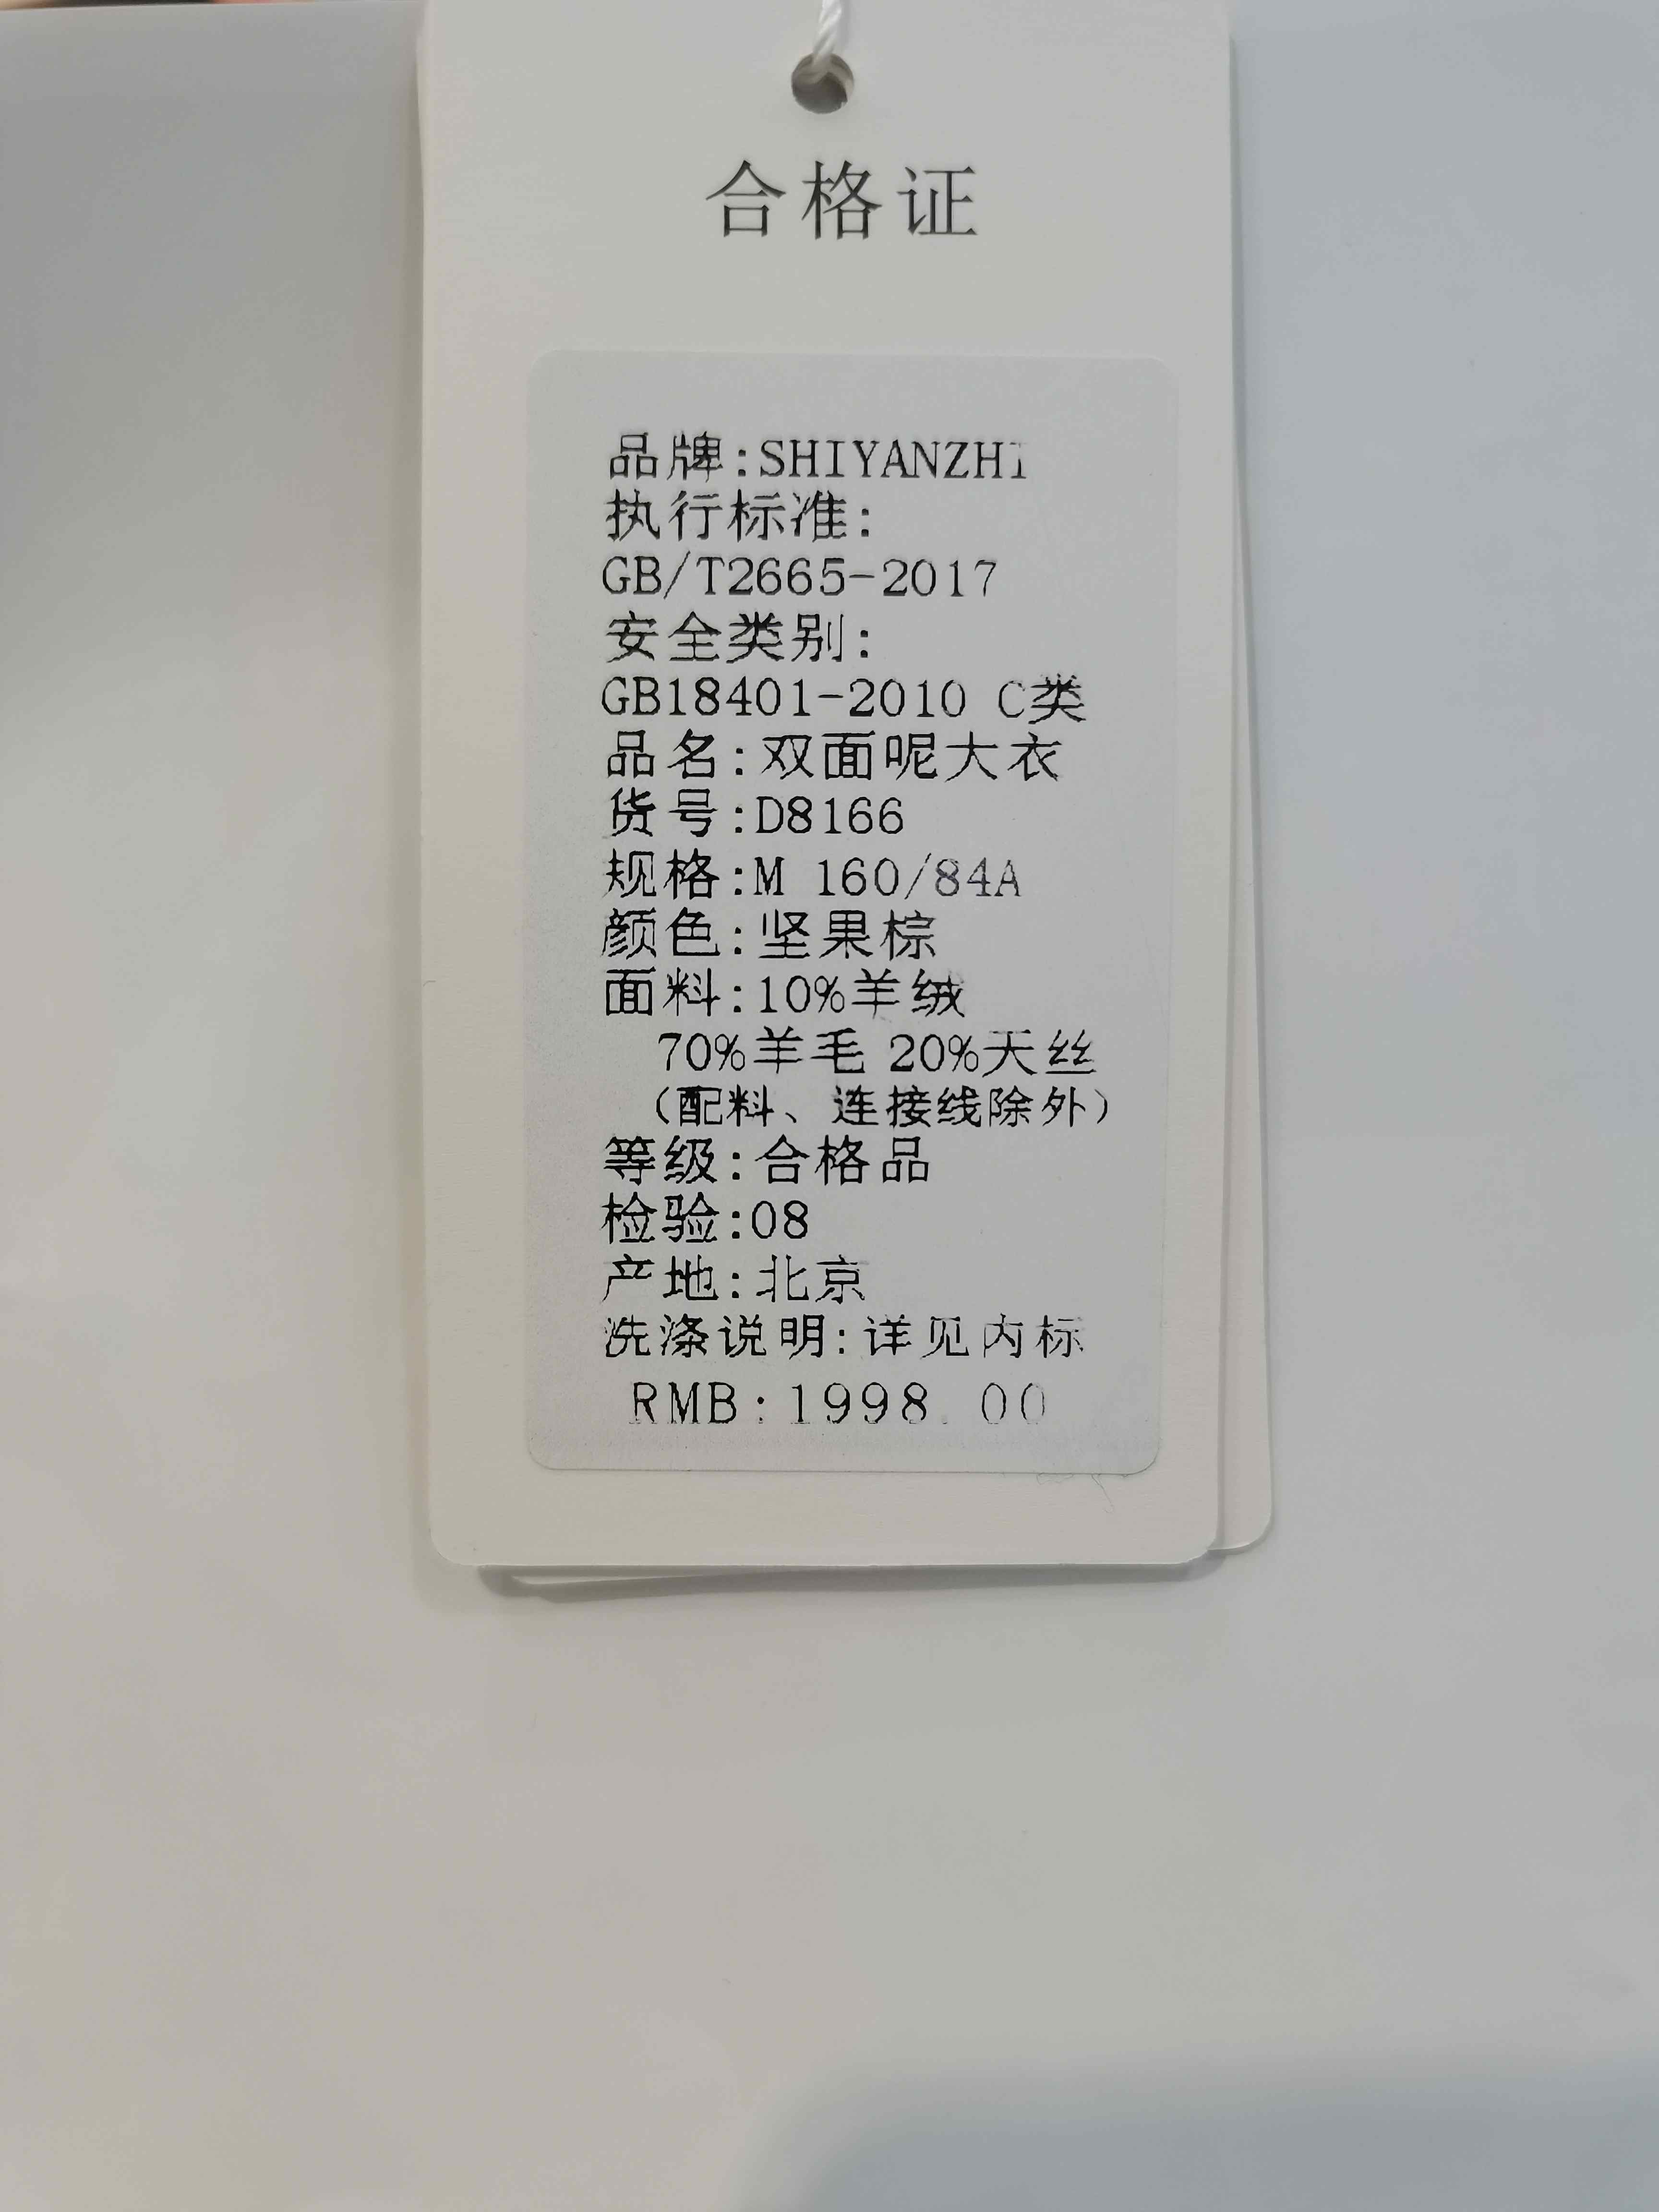 合格证
品牌:SHIYANZHI
执行标准:
GB/T2665-2017
安全类别:
GB18401-2010 C类
品名:双面呢大衣
货号:D8166
规格:M 160/84A
颜色:坚果棕
面料:10%羊绒
70%羊毛 20%天丝
(配料、连接线除外)
等级:合格品
检验:08
产地:北京
洗涤说明:详见内标
RMB:1998.00